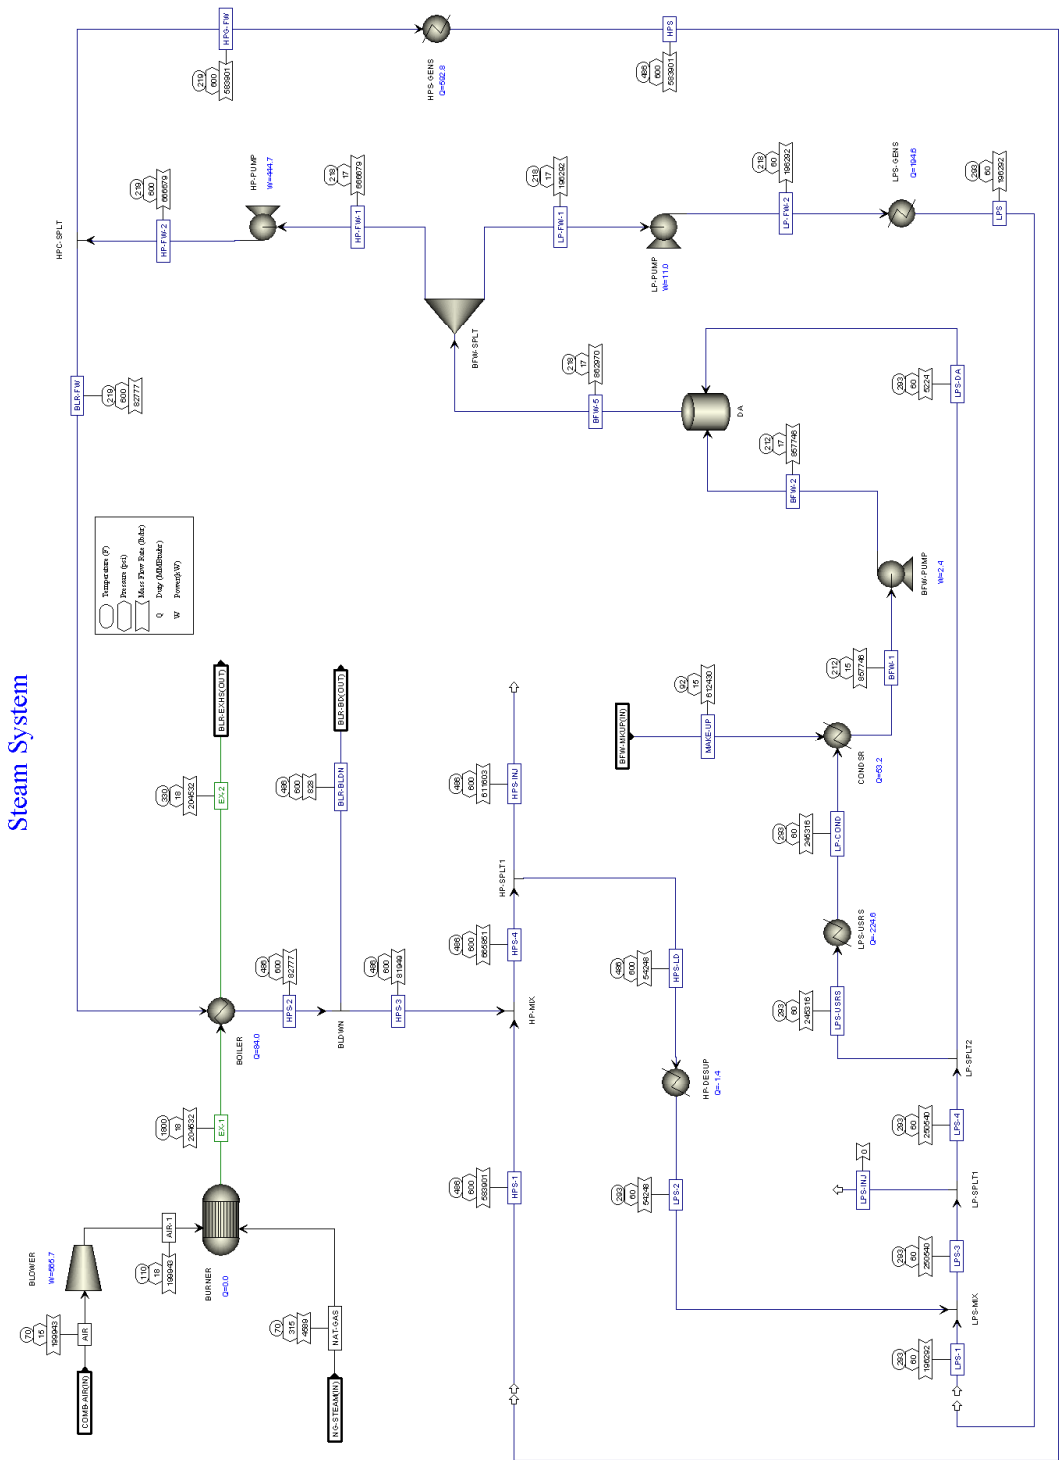 Steam System
COMB-AIR(IN)
AIR
70
15
199943
BLOWER
W=565.7
AIR-1
110
18
199943
BURNER
Q=0.0
NG-STEAM(IN)
NAT-GAS
70
315
4689
EX-1
1800
18
204632
BOILER
Q=84.0
EX-2
330
18
204632
BLR-EXHS(OUT)
Temperature (F)
Pressure (psi)
Mass Flow Rate (lb/hr)
Q Duty (MMBtu/hr)
W Power(kW)
BLR-FW
219
600
82777
HPC-SPLT
HPG-FW
219
600
583901
HPS-2
486
600
82777
BLDWN
BLR-BLDN
486
600
828
BLR-BD(OUT)
HPS-3
486
600
81949
HP-FW-2
219
600
666679
HP-PUMP
W=444.7
HP-FW-1
218
17
666679
HPS-GENS
Q=592.8
HPS
486
600
583901
HPS-1
486
600
583901
HP-MIX
HPS-4
486
600
665851
HP-SPLT1
HPS-INJ
486
600
611603
BFW-SPLT
LP-FW-1
218
17
196292
LP-PUMP
W=11.0
LP-FW-2
218
60
196292
LPS-GENS
Q=194.6
LPS
293
60
196292
BFW-5
218
17
862970
DA
HPS-LD
486
600
54248
HP-DESUP
Q=-1.4
LPS-2
293
60
54248
BFW-MKUP(IN)
MAKE-UP
92
15
612430
BFW-2
212
17
857746
LPS-USRS
293
60
245316
LPS-USRS
Q=-224.6
LP-COND
293
60
245316
CONDSR
Q=53.2
BFW-1
212
15
857746
BFW-PUMP
W=2.4
LPS-INJ
0
LPS-1
293
60
196292
LPS-MIX
LPS-3
293
60
250540
LP-SPLT1
LPS-4
293
60
250540
LP-SPLT2
LPS-DA
293
60
5224